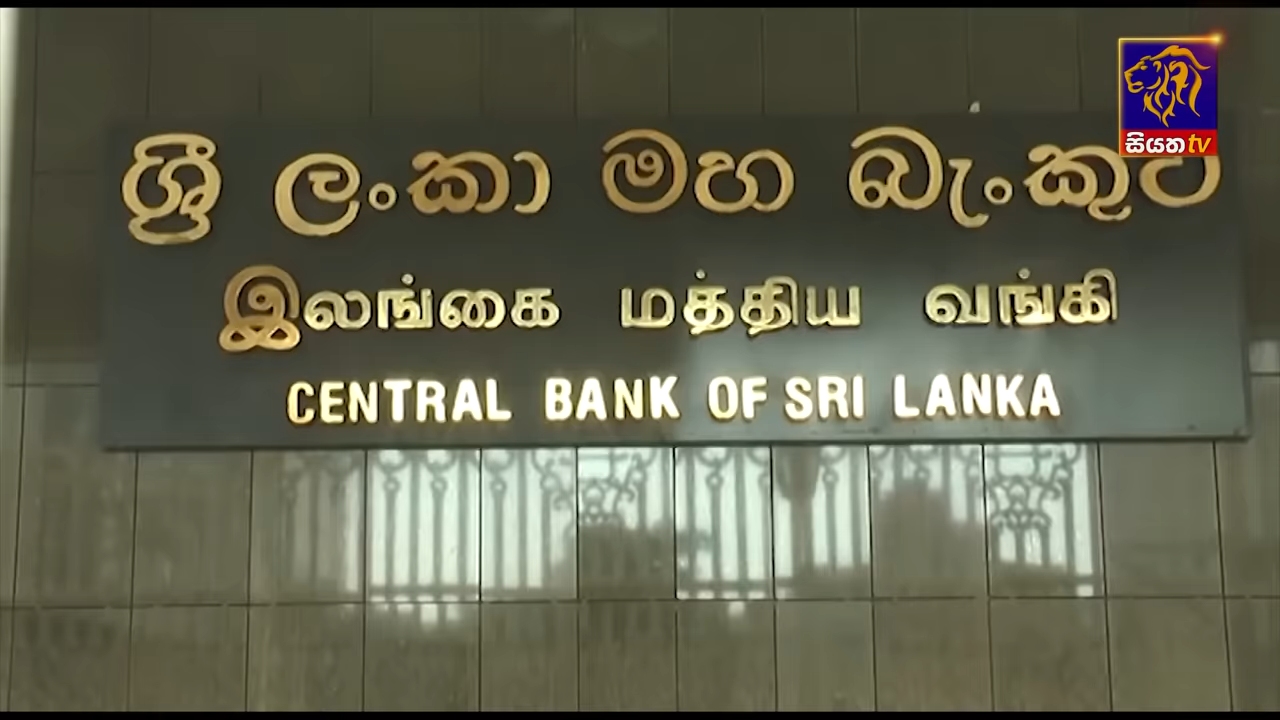 ශ්‍රී ලංකා මහ බැංකුව
இலங்கை மத்திய வங்கி
CENTRAL BANK OF SRI LANKA
සියත tv